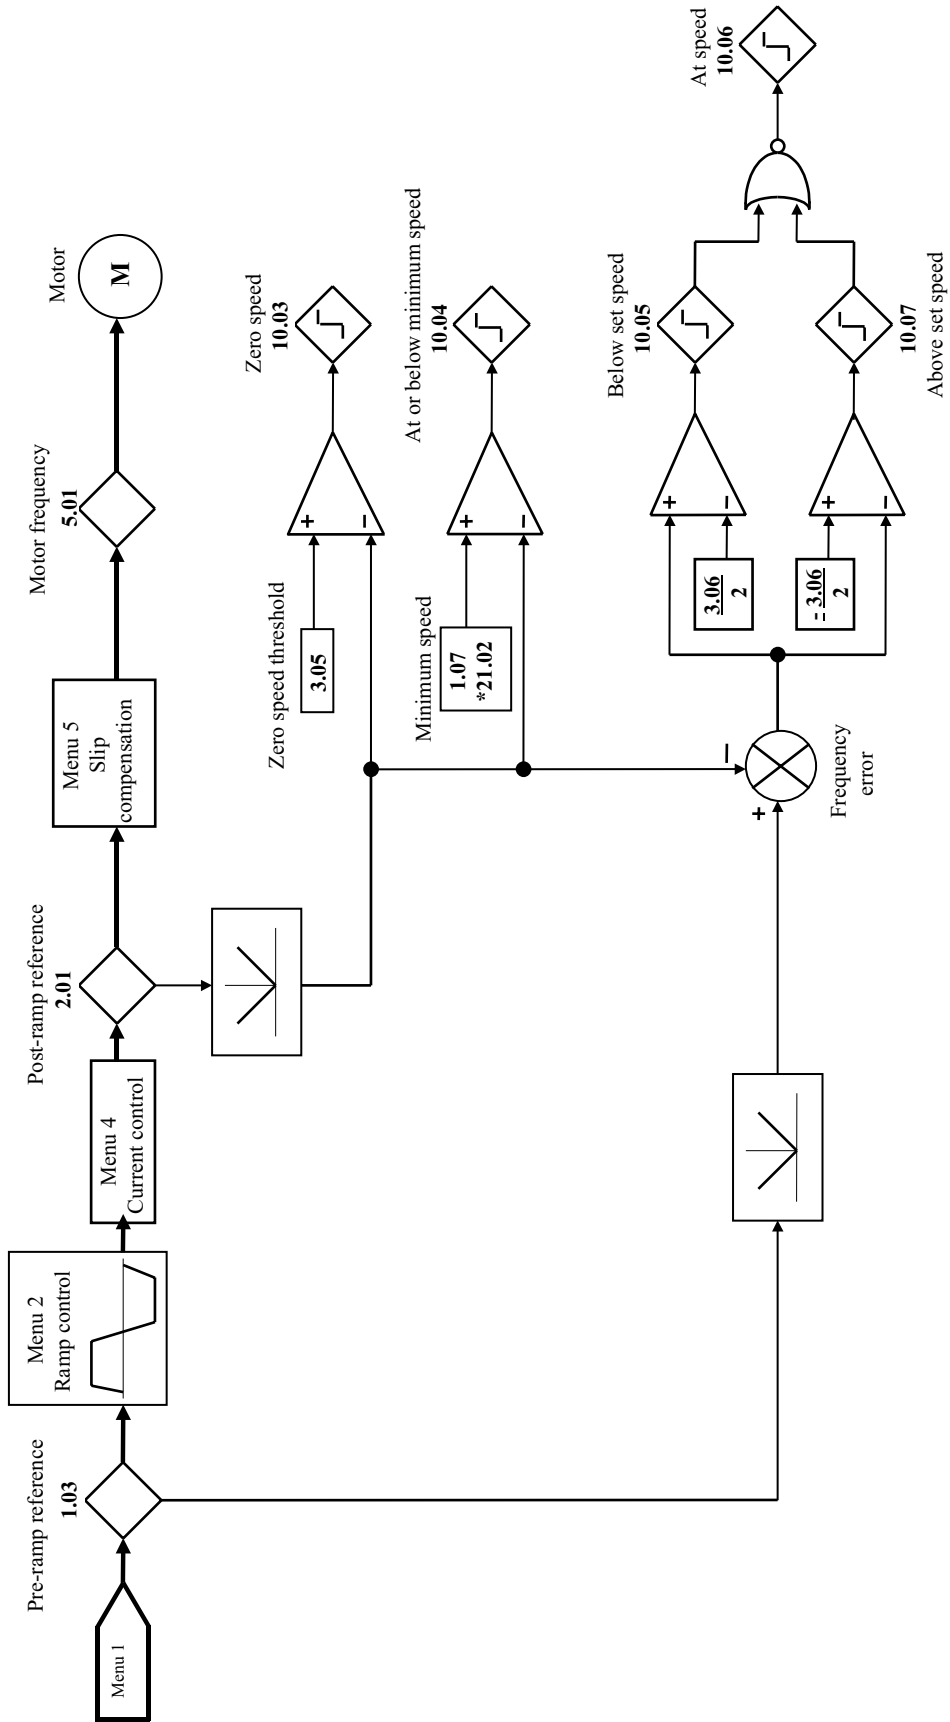 Menu 1
Pre-ramp reference
1.03
Menu 2
Ramp control
Menu 4
Current control
Post-ramp reference
2.01
Menu 5
Slip
compensation
Motor frequency
5.01
Motor
M
Zero speed threshold
3.05
+
−
Zero speed
10.03
Minimum speed
1.07
*21.02
+
−
At or below minimum speed
10.04
+
−
Frequency
error
3.06
2
+
−
Below set speed
10.05
- 3.06
2
+
−
10.07
Above set speed
At speed
10.06